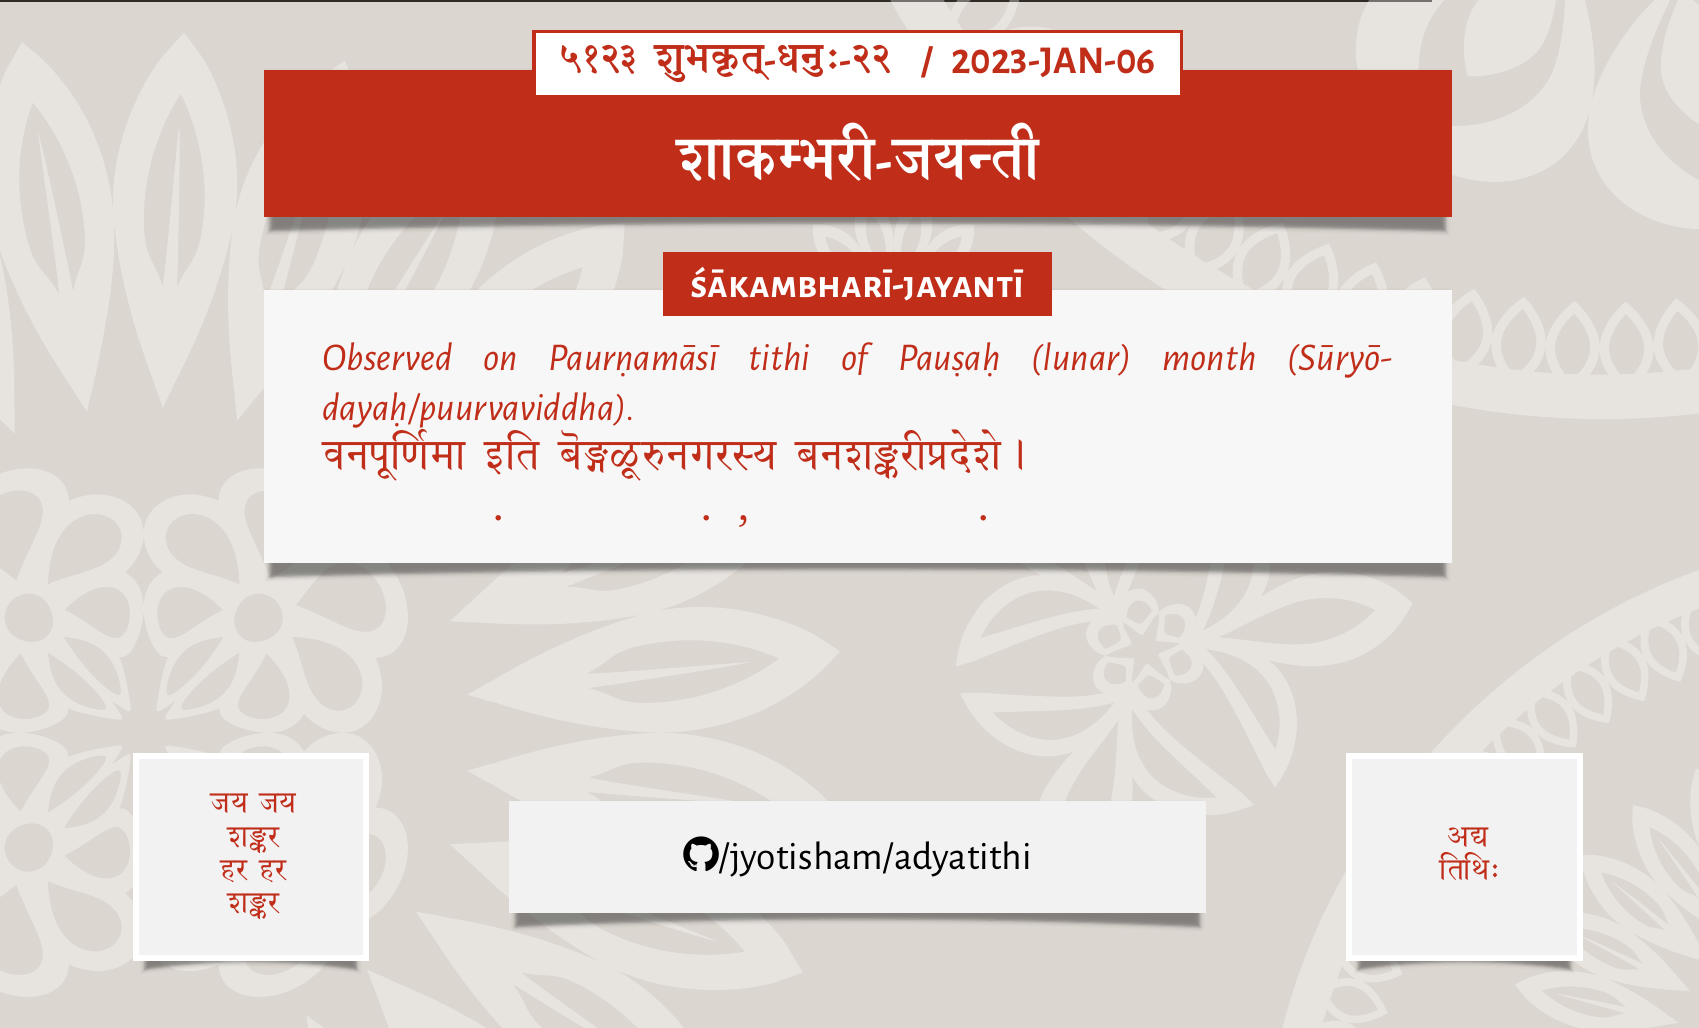 ५१२३ शुभकृत्-धनुः-२२ / 2023-JAN-06
शाकम्भरी-जयन्ती
ŚĀKAMBHARĪ-JAYANTĪ
Observed on Paurṇamāsī tithi of Pauṣaḥ (lunar) month (Sūryō-
dayaḥ/puurvaviddha).
वनपूर्णिमा इति बॆङ्गळूरुनगरस्य बनशङ्करीप्रदेशे ।
. . , .
जय जय
शङ्कर
हर हर
शङ्कर
/jyotisham/adyatithi
अद्य
तिथिः